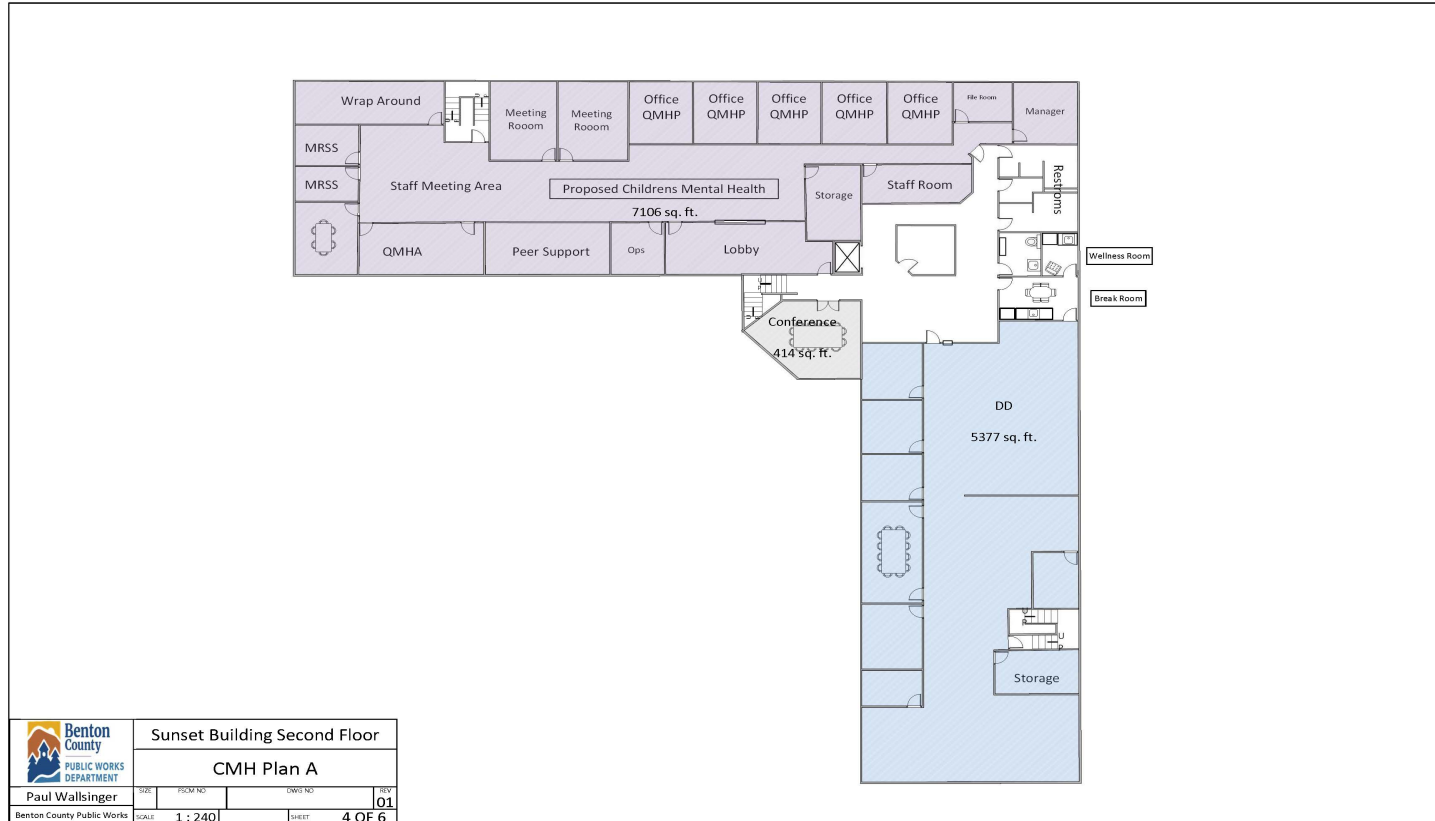 Wrap Around
Meeting
Rooom
Meeting
Rooom
Office
QMHP
Office
QMHP
Office
QMHP
Office
QMHP
Office
QMHP
File Room
Manager
MRSS
MRSS
Staff Meeting Area
Proposed Childrens Mental Health
7106 sq. ft.
Storage
Staff Room
Restroms
QMHA
Peer Support
Ops
Lobby
Wellness Room
Break Room
Conference
414 sq. ft.
DD
5377 sq. ft.
Storage
Benton
County
PUBLIC WORKS
DEPARTMENT
Sunset Building Second Floor
CMH Plan A
Paul Wallsinger
SIZE
FSCM NO
DWG NO
REV
01
Benton County Public Works
SCALE
1 : 240
SHEET
4 OF 6